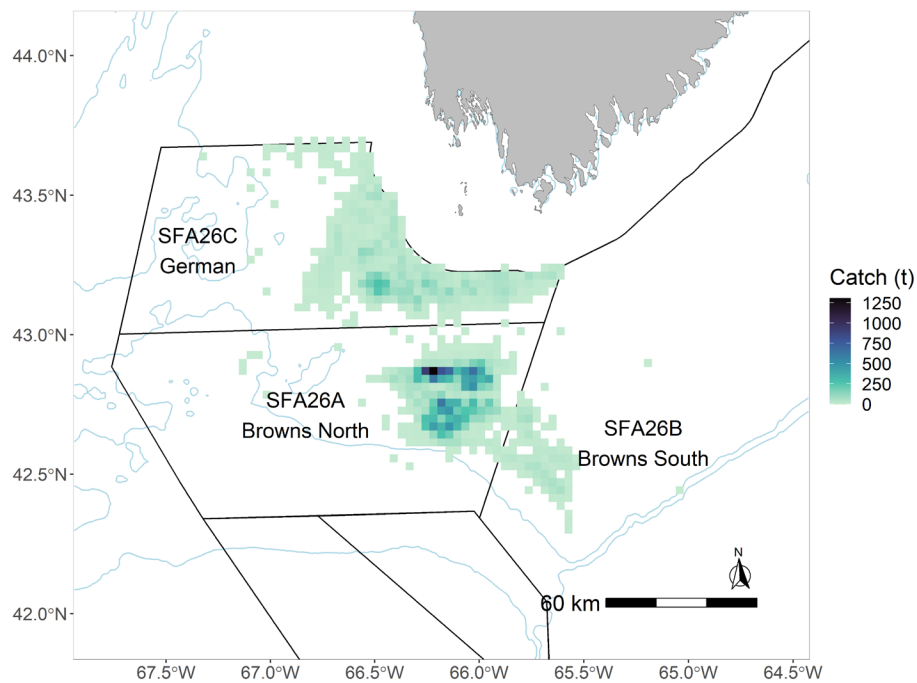 44.0°N
43.5°N
43.0°N
42.5°N
42.0°N
SFA26C
German
SFA26A
Browns North
SFA26B
Browns South
N
60 km
67.5°W
67.0°W
66.5°W
66.0°W
65.5°W
65.0°W
64.5°W
Catch (t)
1250
1000
750
500
250
0